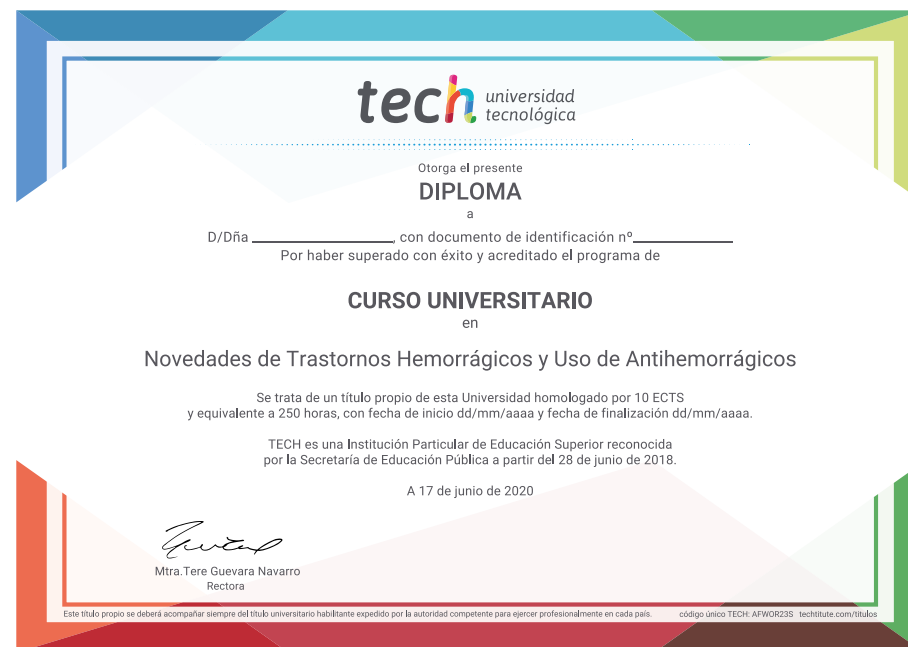 tech universidad
tecnológica
Otorga el presente
DIPLOMA
a
D/Dña ______________, con documento de identificación nº__________
Por haber superado con éxito y acreditado el programa de
CURSO UNIVERSITARIO
en
Novedades de Trastornos Hemorrágicos y Uso de Antihemorrágicos
Se trata de un título propio de esta Universidad homologado por 10 ECTS
y equivalente a 250 horas, con fecha de inicio dd/mm/aaaa y fecha de finalización dd/mm/aaaa.
TECH es una Institución Particular de Educación Superior reconocida
por la Secretaría de Educación Pública a partir del 28 de junio de 2018.
A 17 de junio de 2020
Mtra.Tere Guevara Navarro
Rectora
Este título propio se deberá acompañar siempre del título universitario habilitante expedido por la autoridad competente para ejercer profesionalmente en cada país. código único TECH: AFWOR23S techtitute.com/títulos